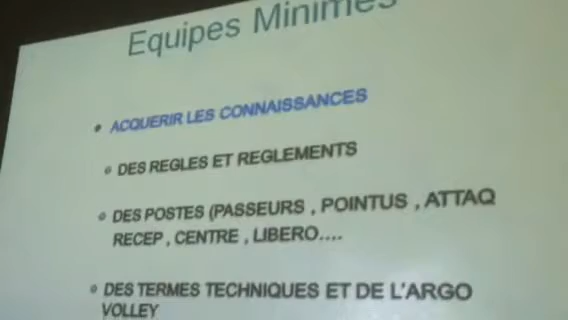 Equipes Minimes
• ACQUERIR LES CONNAISSANCES
DES REGLES ET REGLEMENTS
DES POSTES (PASSEURS , POINTUS , ATTAQ
RECEP , CENTRE , LIBERO....
DES TERMES TECHNIQUES ET DE L'ARGO
VOLLEY